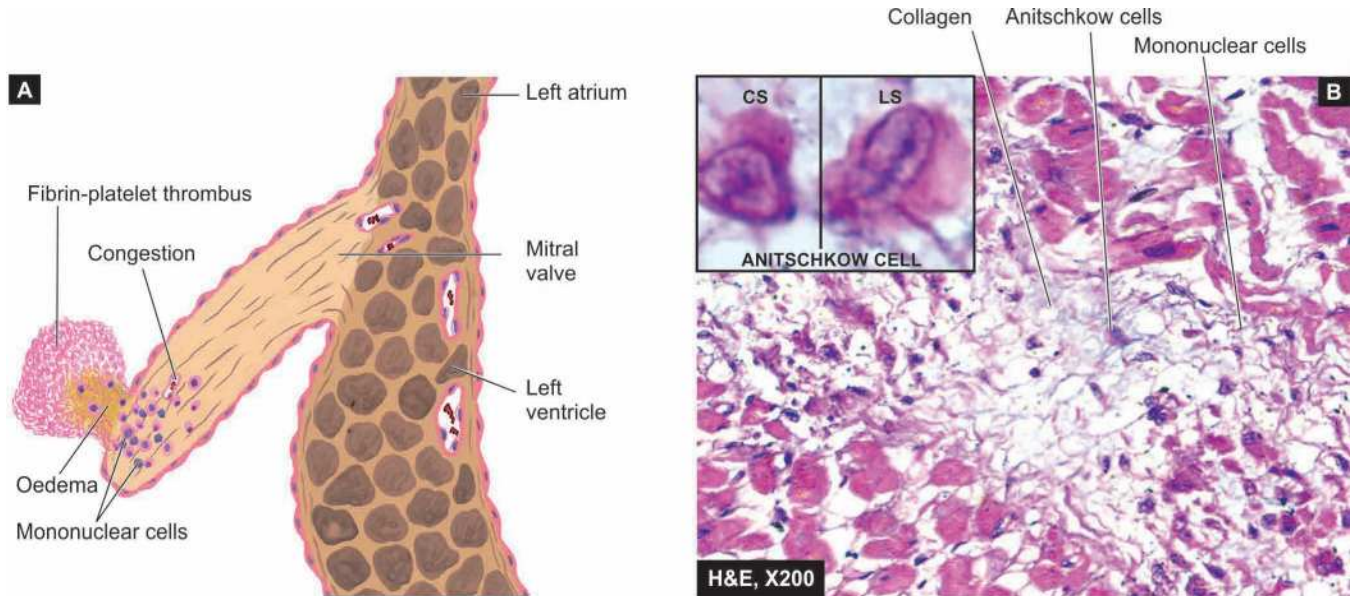 A
Left atrium
Fibrin-platelet thrombus
Congestion
Mitral
valve
Left
ventricle
Oedema
Mononuclear cells
Collagen
Anitschkow cells
Mononuclear cells
B
CS
LS
ANITSCHKOW CELL
H&E, X200